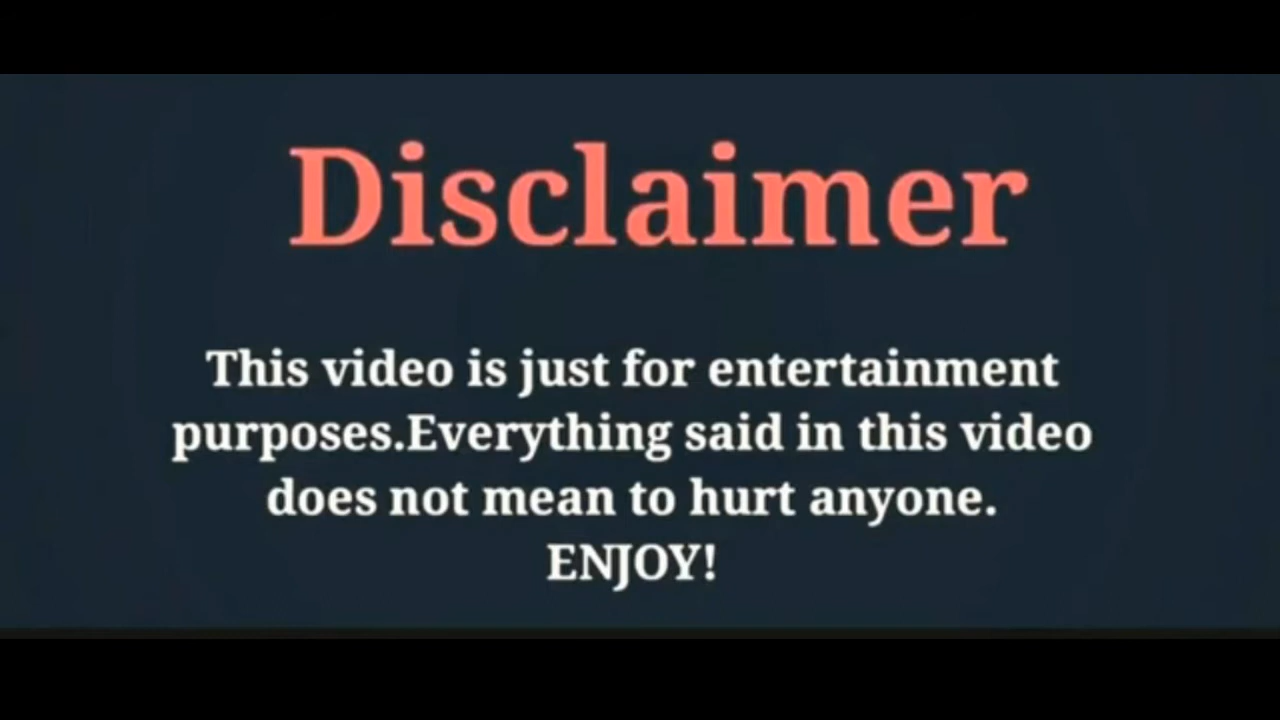 Disclaimer
This video is just for entertainment
purposes.Everything said in this video
does not mean to hurt anyone.
ENJOY!